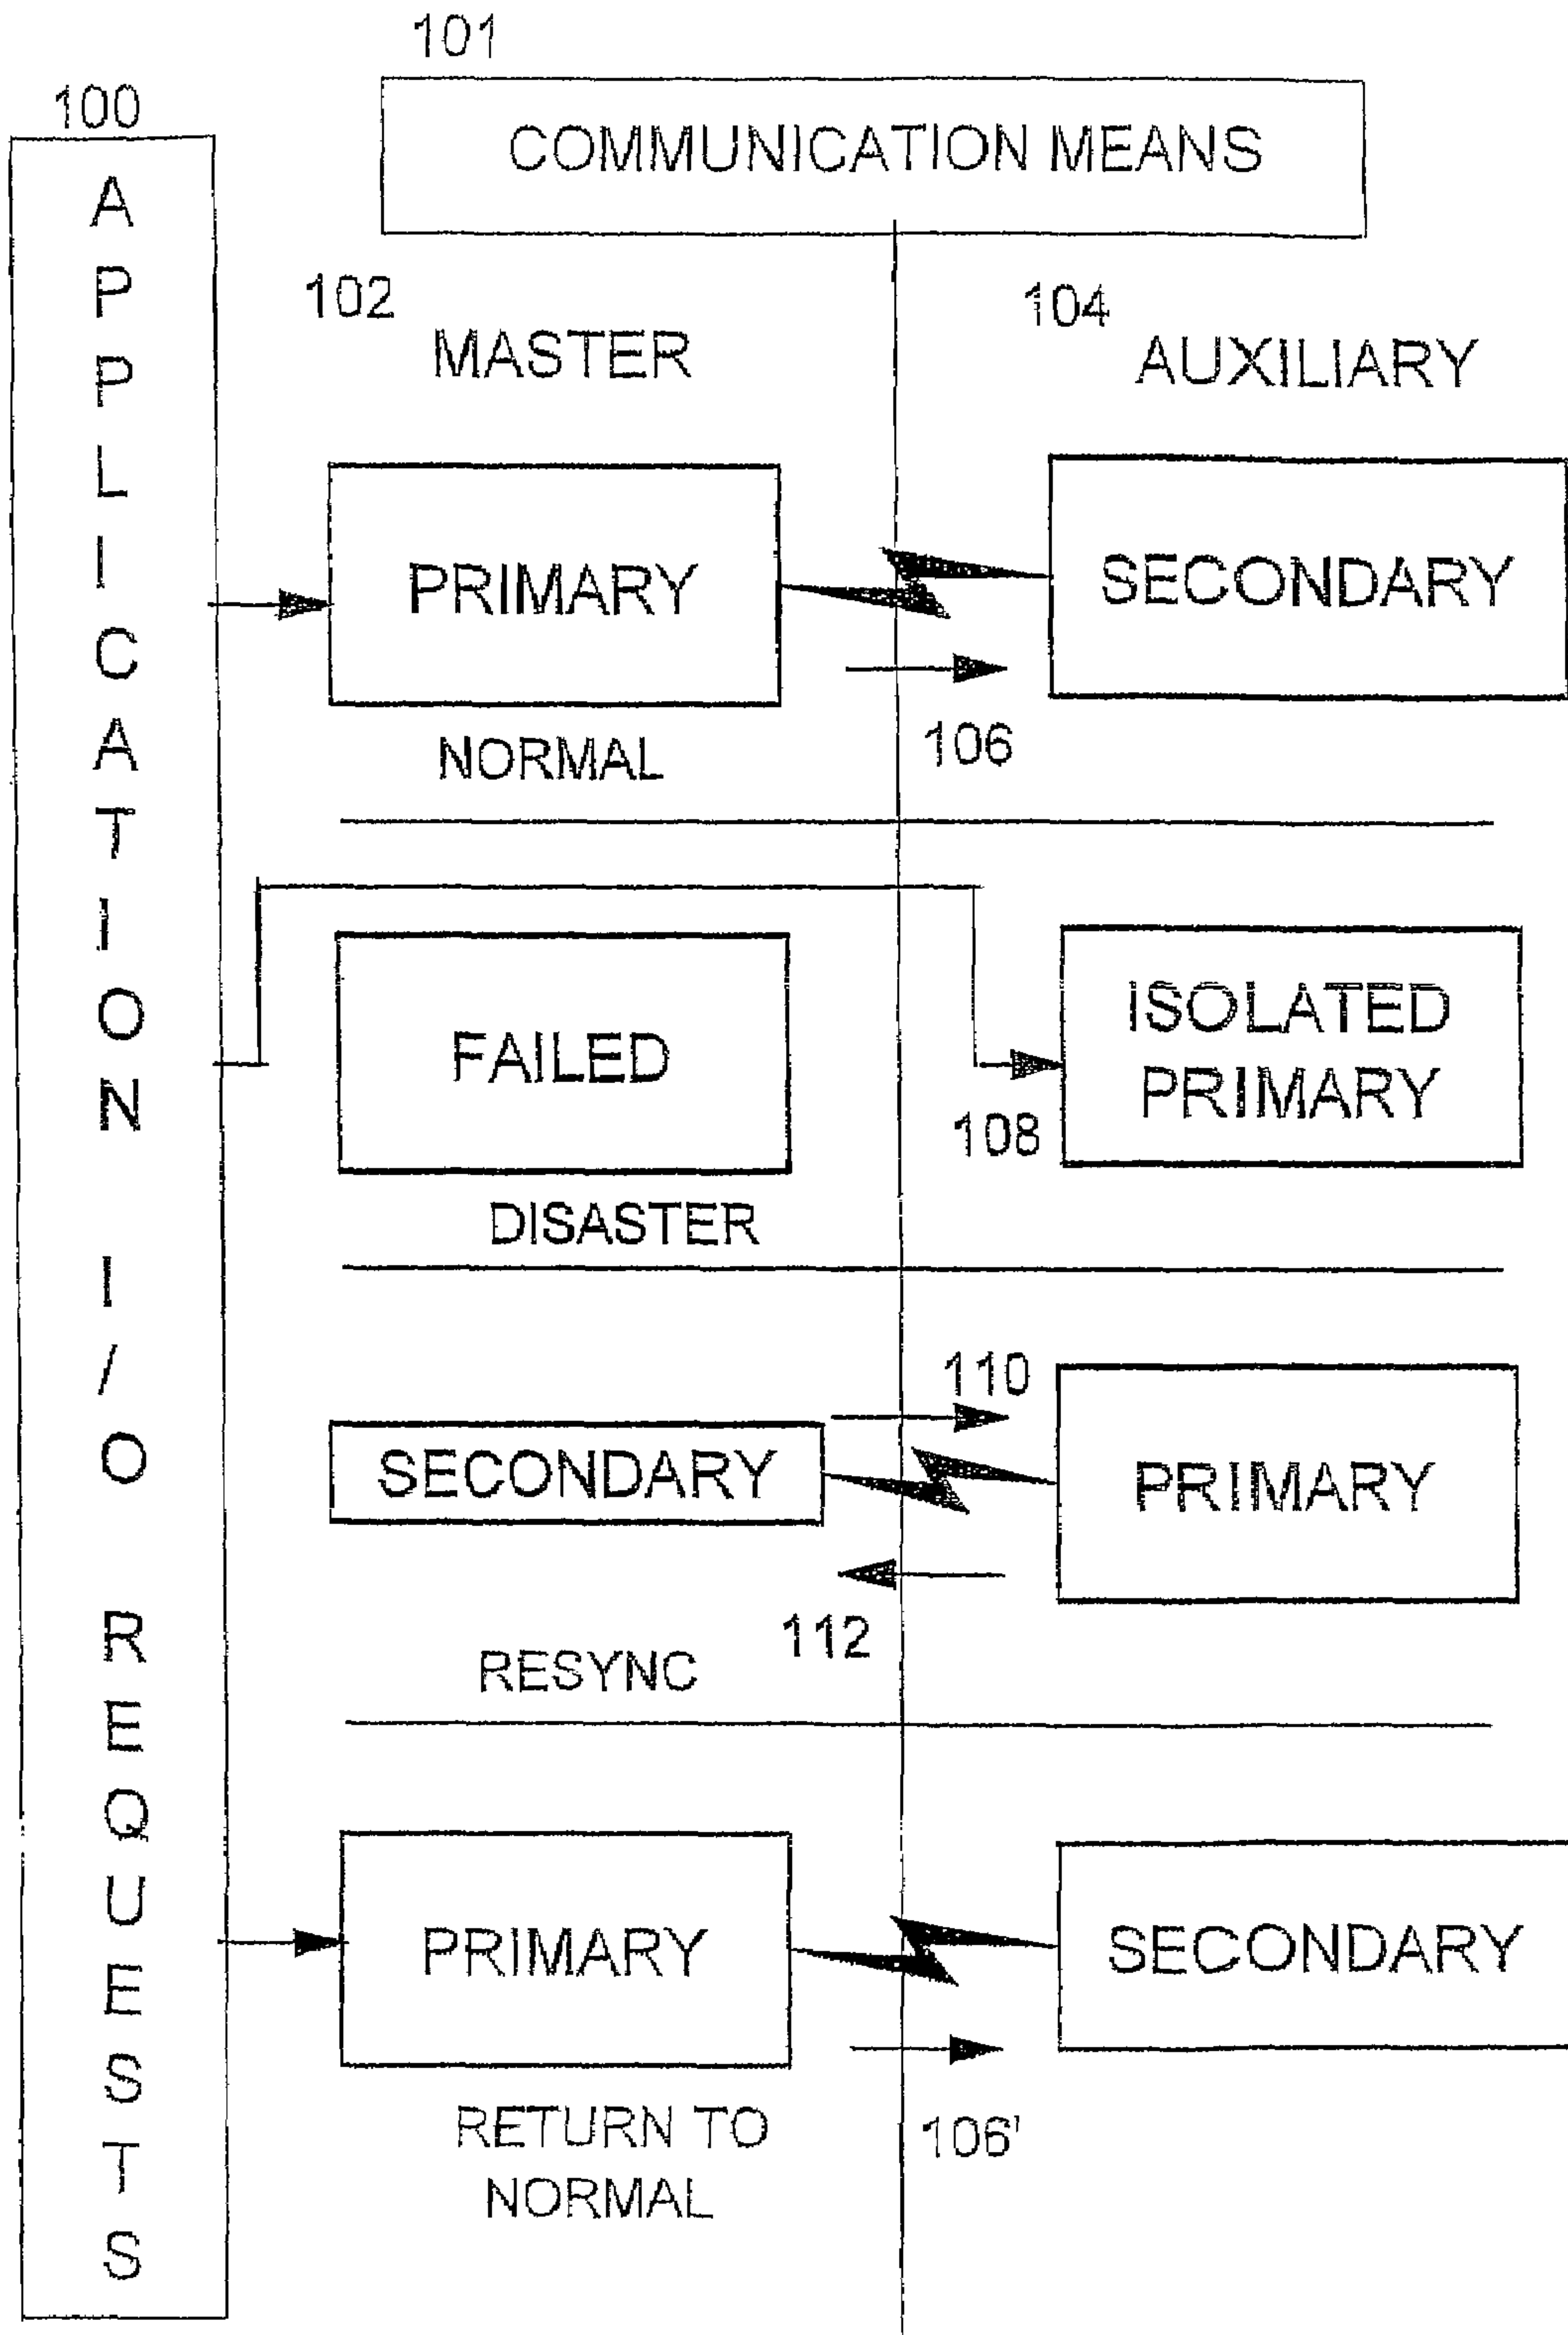 101
100
COMMUNICATION MEANS
APPLICATION I/O REQUESTS
102
104
MASTER
AUXILIARY
PRIMARY
SECONDARY
NORMAL
106
FAILED
ISOLATED
PRIMARY
108
DISASTER
110
SECONDARY
PRIMARY
112
RESYNC
PRIMARY
SECONDARY
RETURN TO
NORMAL
106'